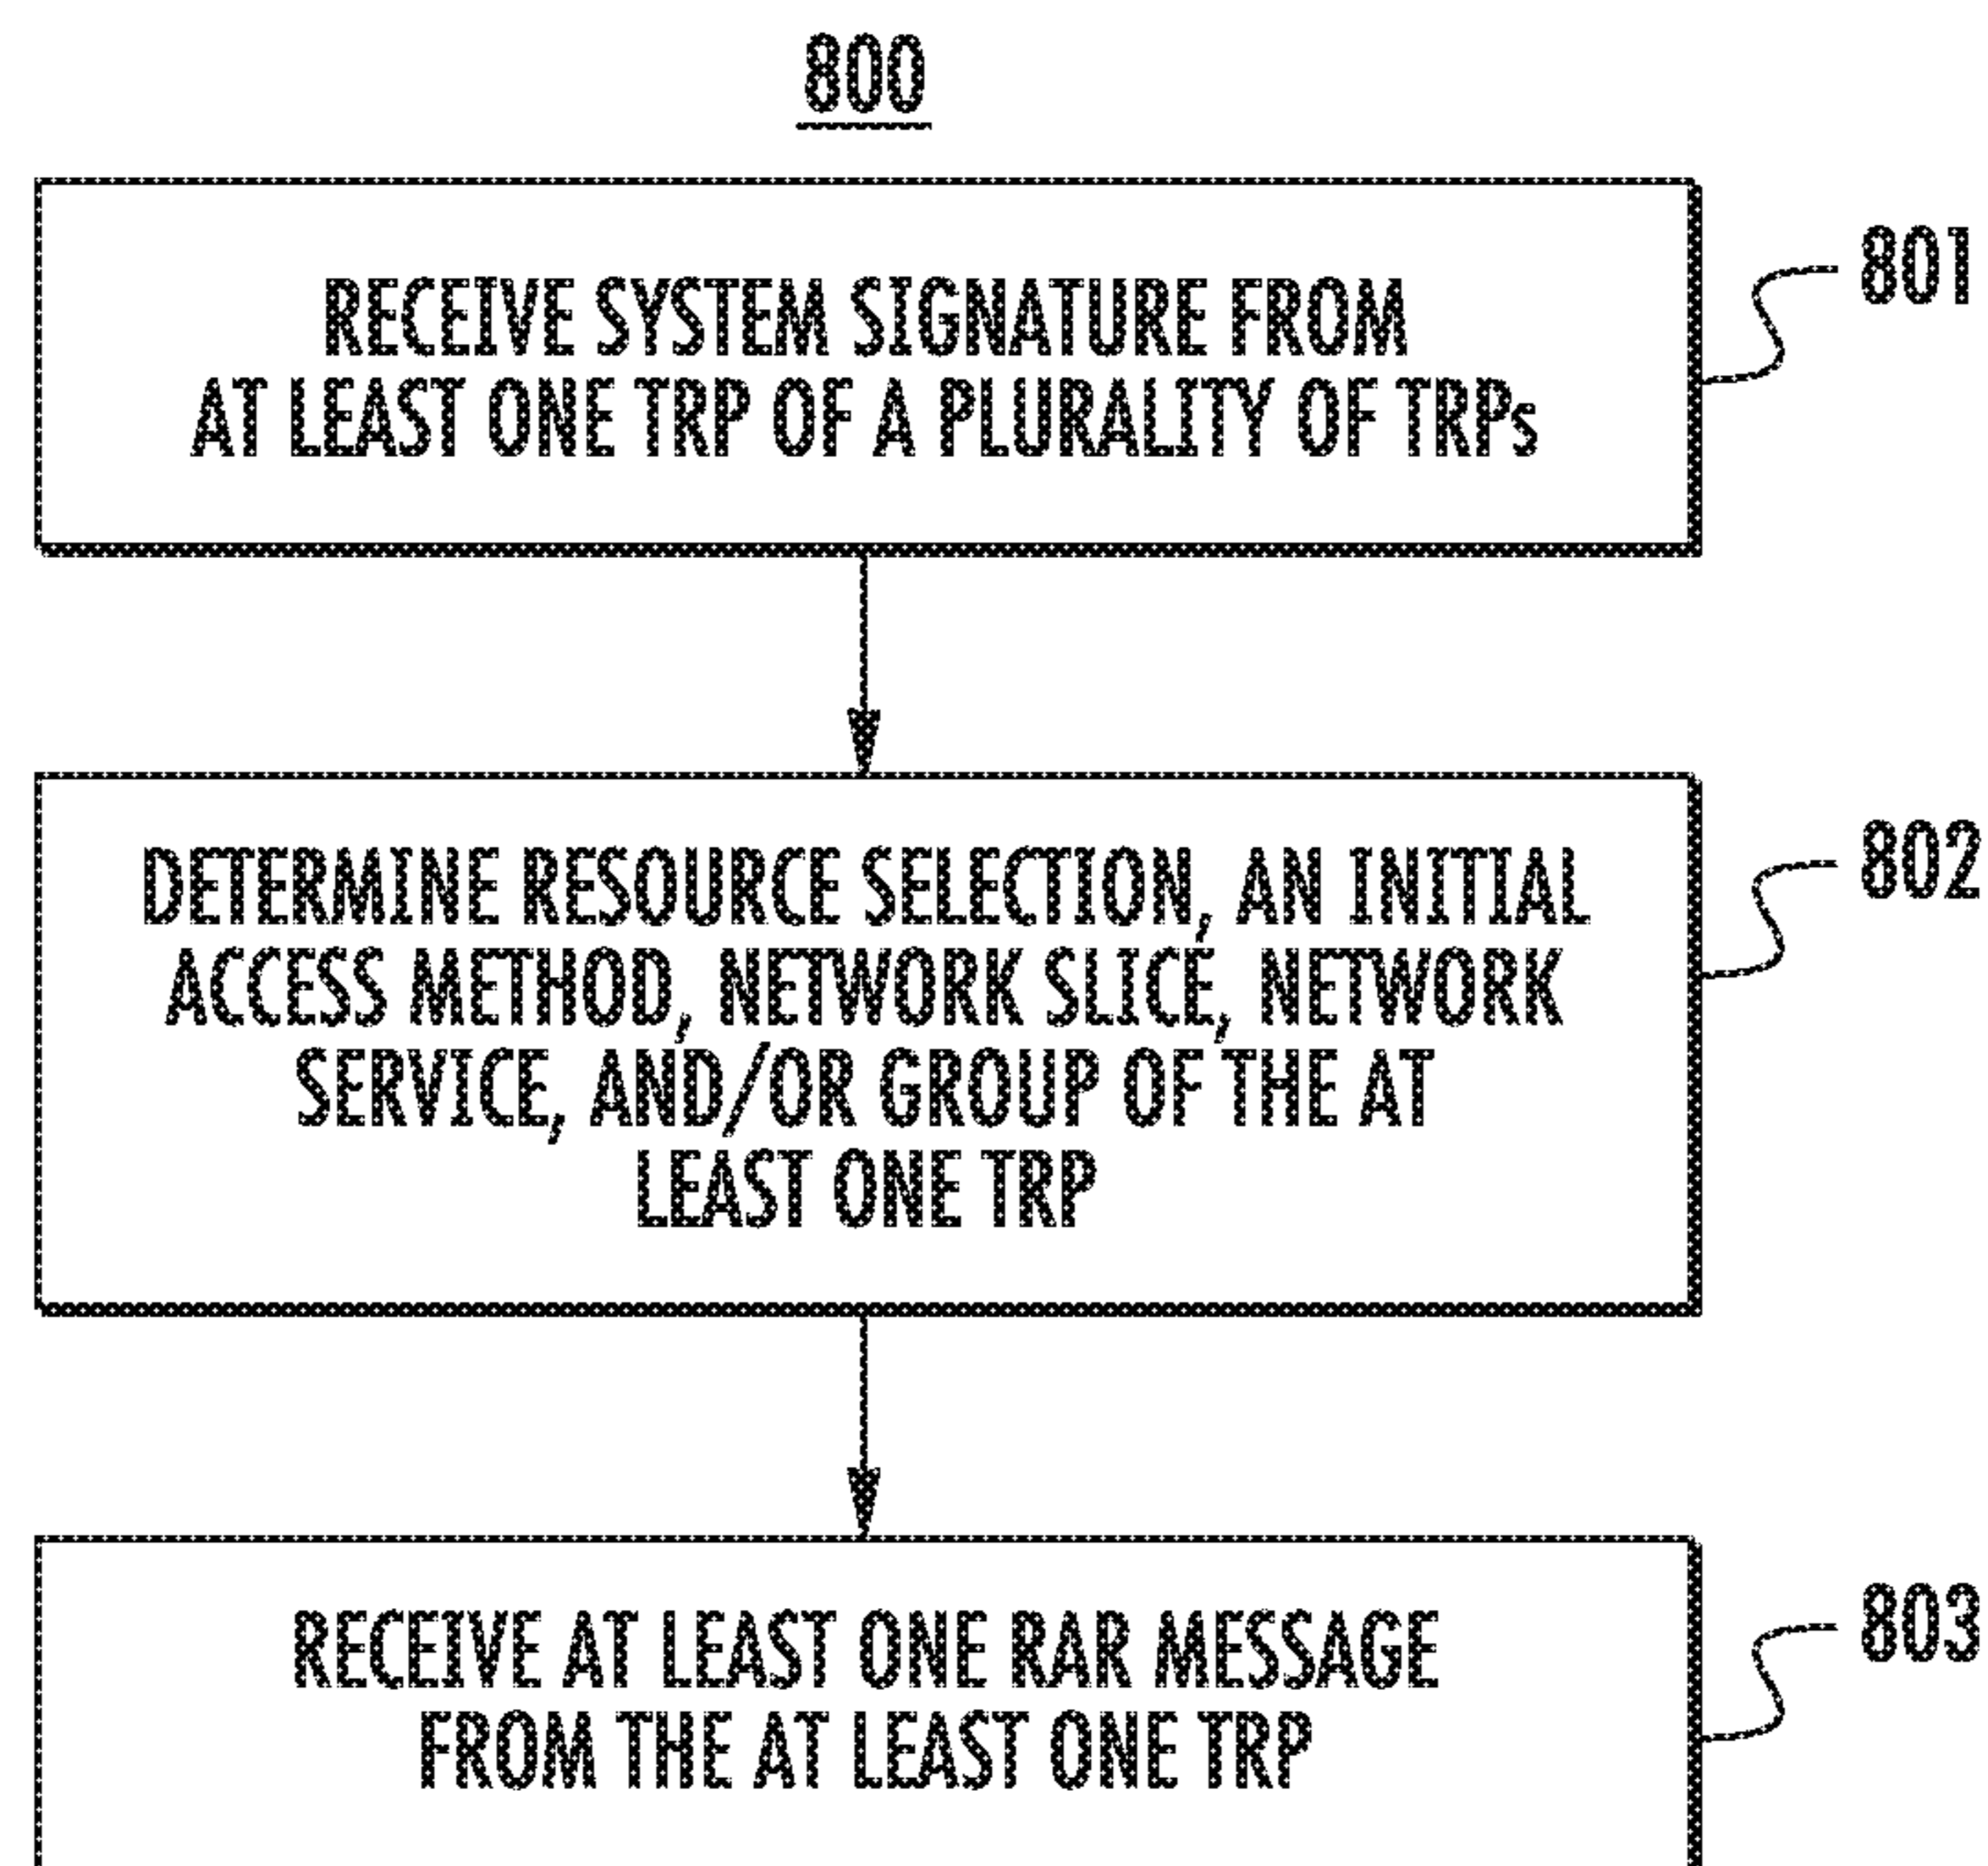 800
RECEIVE SYSTEM SIGNATURE FROM
AT LEAST ONE TRP OF A PLURALITY OF TRPs
801
DETERMINE RESOURCE SELECTION, AN INITIAL
ACCESS METHOD, NETWORK SLICE, NETWORK
SERVICE, AND/OR GROUP OF THE AT
LEAST ONE TRP
802
RECEIVE AT LEAST ONE RAR MESSAGE
FROM THE AT LEAST ONE TRP
803